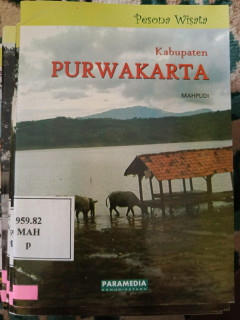 Pesona Wisata
Kabupaten
PURWAKARTA
MAHPUDI
959.82
MAH
p
PARAMEDIA